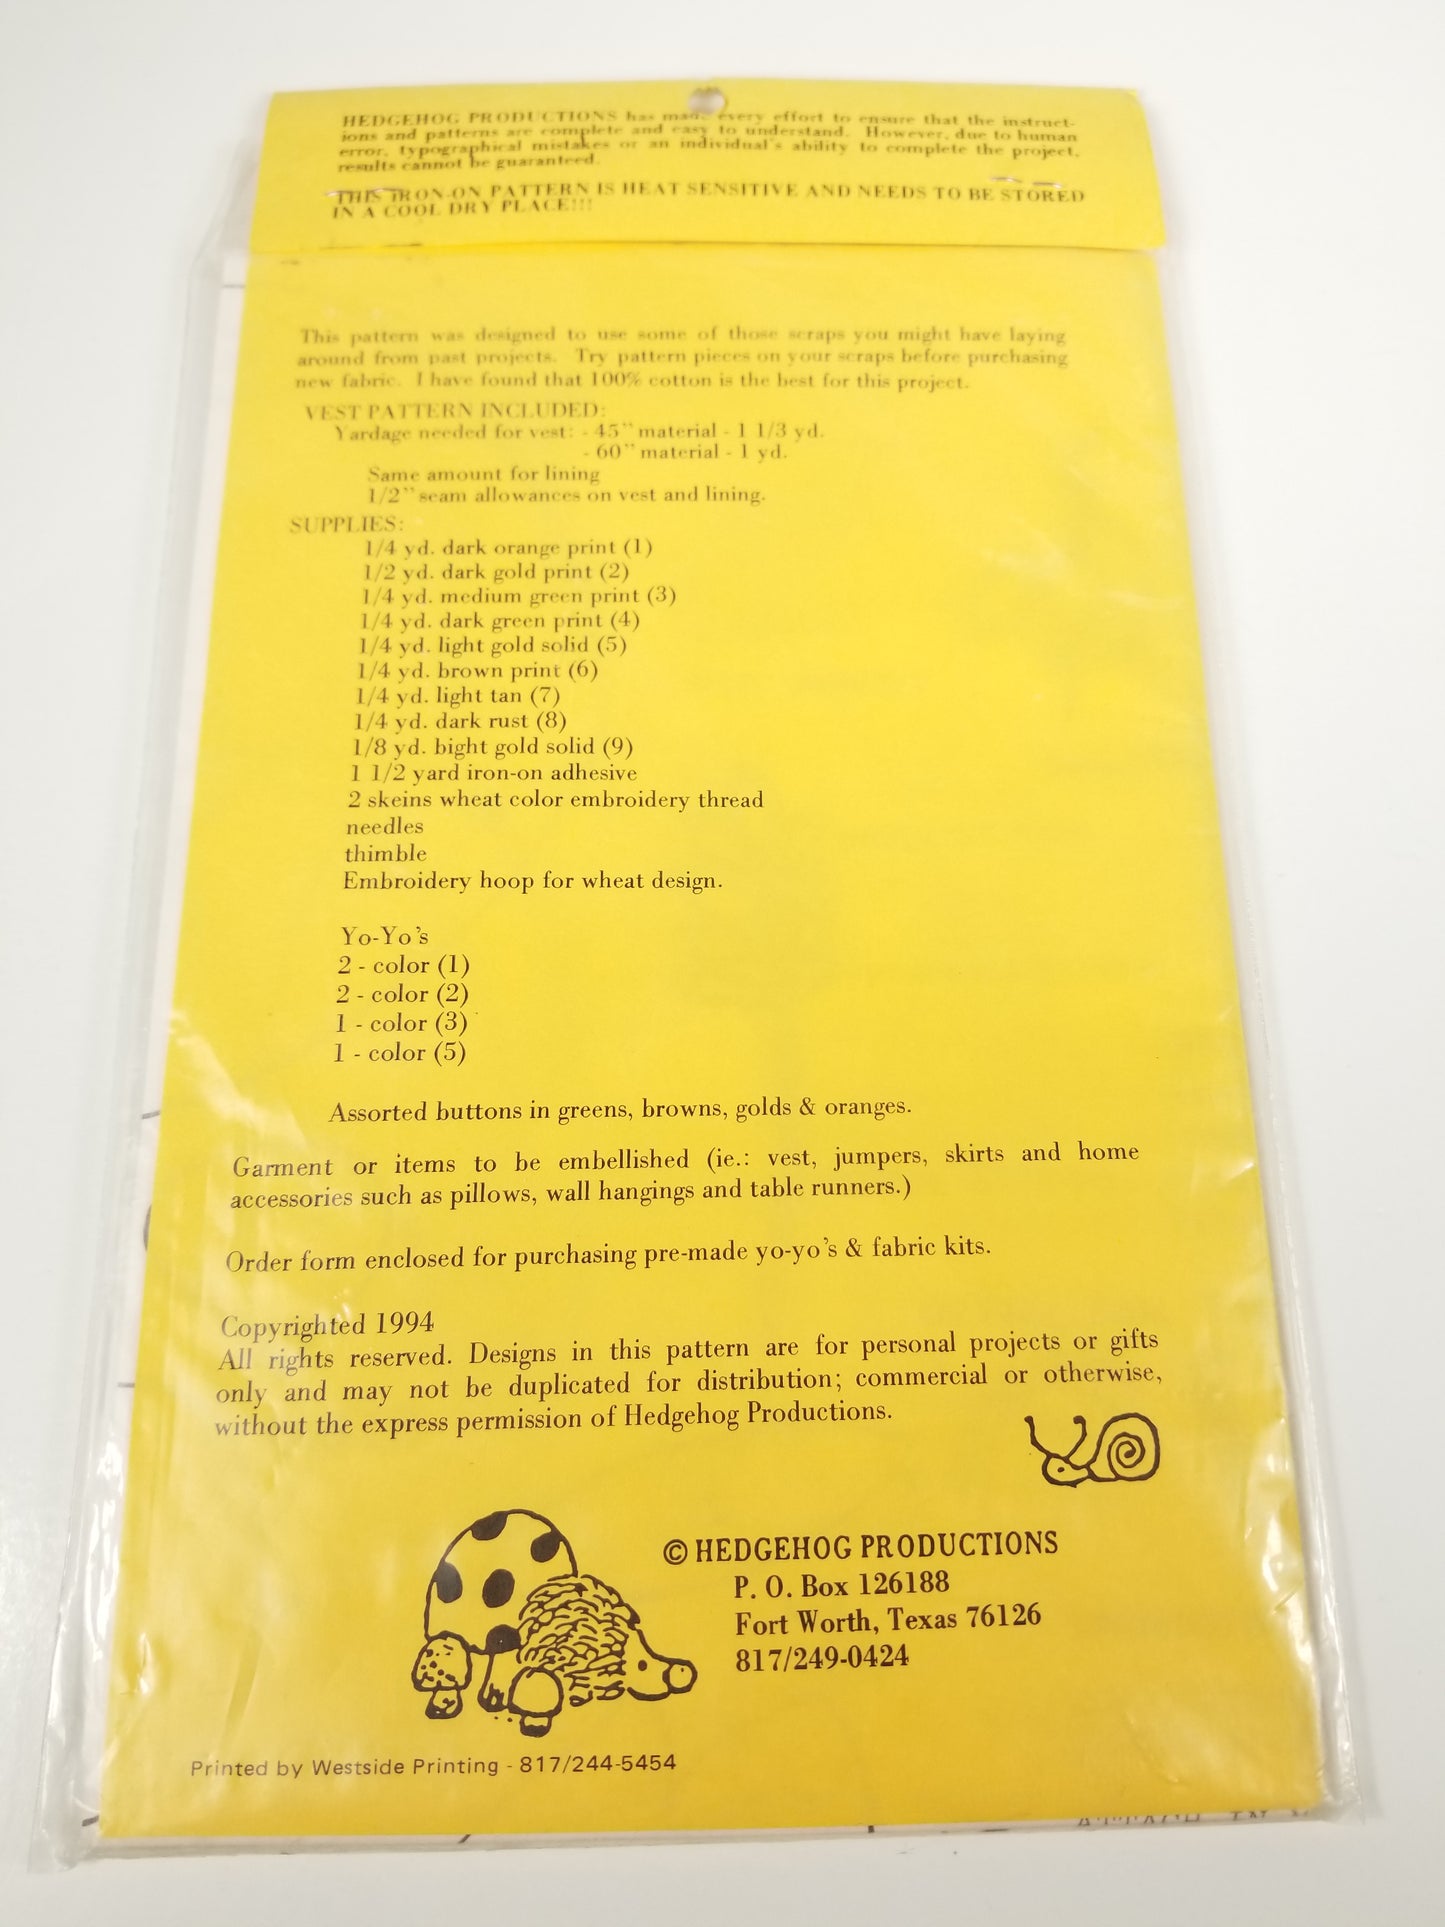 HEDGEHOG PRODUCTIONS has made every effort to ensure that the instruct-
ions and patterns are complete and easy to understand. However, due to human
error, typographical mistakes or an individual's ability to complete the project,
results cannot be guaranteed.
THIS IRON-ON PATTERN IS HEAT SENSITIVE AND NEEDS TO BE STORED
IN A COOL DRY PLACE!!!
This pattern was designed to use some of those scraps you might have laying
around from past projects. Try pattern pieces on your scraps before purchasing
new fabric. I have found that 100% cotton is the best for this project.
VEST PATTERN INCLUDED:
Yardage needed for vest: - 45" material - 1 1/3 yd.
- 60" material - 1 yd.
Same amount for lining
1/2" seam allowances on vest and lining.
SUPPLIES:
1/4 yd. dark orange print (1)
1/2 yd. dark gold print (2)
1/4 yd. medium green print (3)
1/4 yd. dark green print (4)
1/4 yd. light gold solid (5)
1/4 yd. brown print (6)
1/4 yd. light tan (7)
1/4 yd. dark rust (8)
1/8 yd. bight gold solid (9)
1 1/2 yard iron-on adhesive
2 skeins wheat color embroidery thread
needles
thimble
Embroidery hoop for wheat design.
Yo-Yo's
2 - color (1)
2 - color (2)
1 - color (3)
1 - color (5)
Assorted buttons in greens, browns, golds & oranges.
Garment or items to be embellished (ie.: vest, jumpers, skirts and home
accessories such as pillows, wall hangings and table runners.)
Order form enclosed for purchasing pre-made yo-yo's & fabric kits.
Copyrighted 1994
All rights reserved. Designs in this pattern are for personal projects or gifts
only and may not be duplicated for distribution; commercial or otherwise,
without the express permission of Hedgehog Productions.
© HEDGEHOG PRODUCTIONS
P. O. Box 126188
Fort Worth, Texas 76126
817/249-0424
Printed by Westside Printing - 817/244-5454